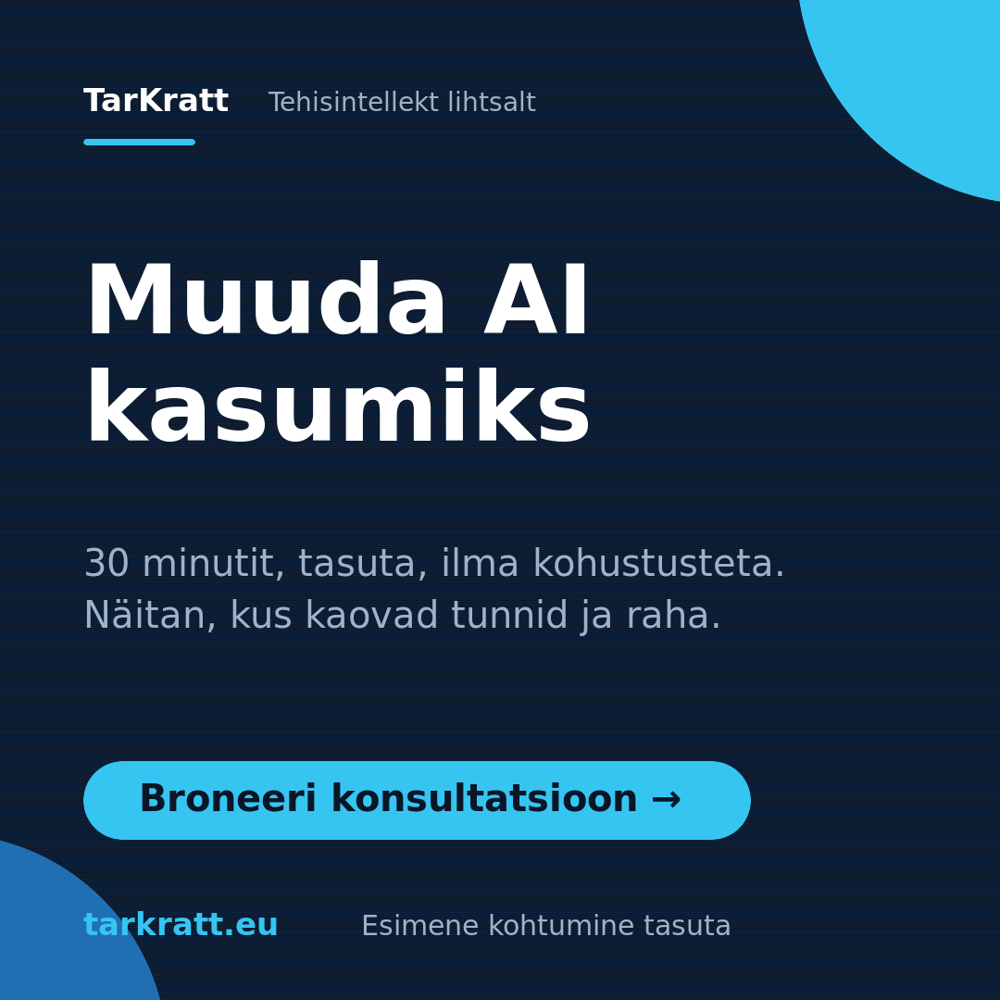 TarKratt Tehisintellekt lihtsalt
Muuda AI
kasumiks
30 minutit, tasuta, ilma kohustusteta.
Näitan, kus kaovad tunnid ja raha.
Broneeri konsultatsioon →
tarkratt.eu Esimene kohtumine tasuta